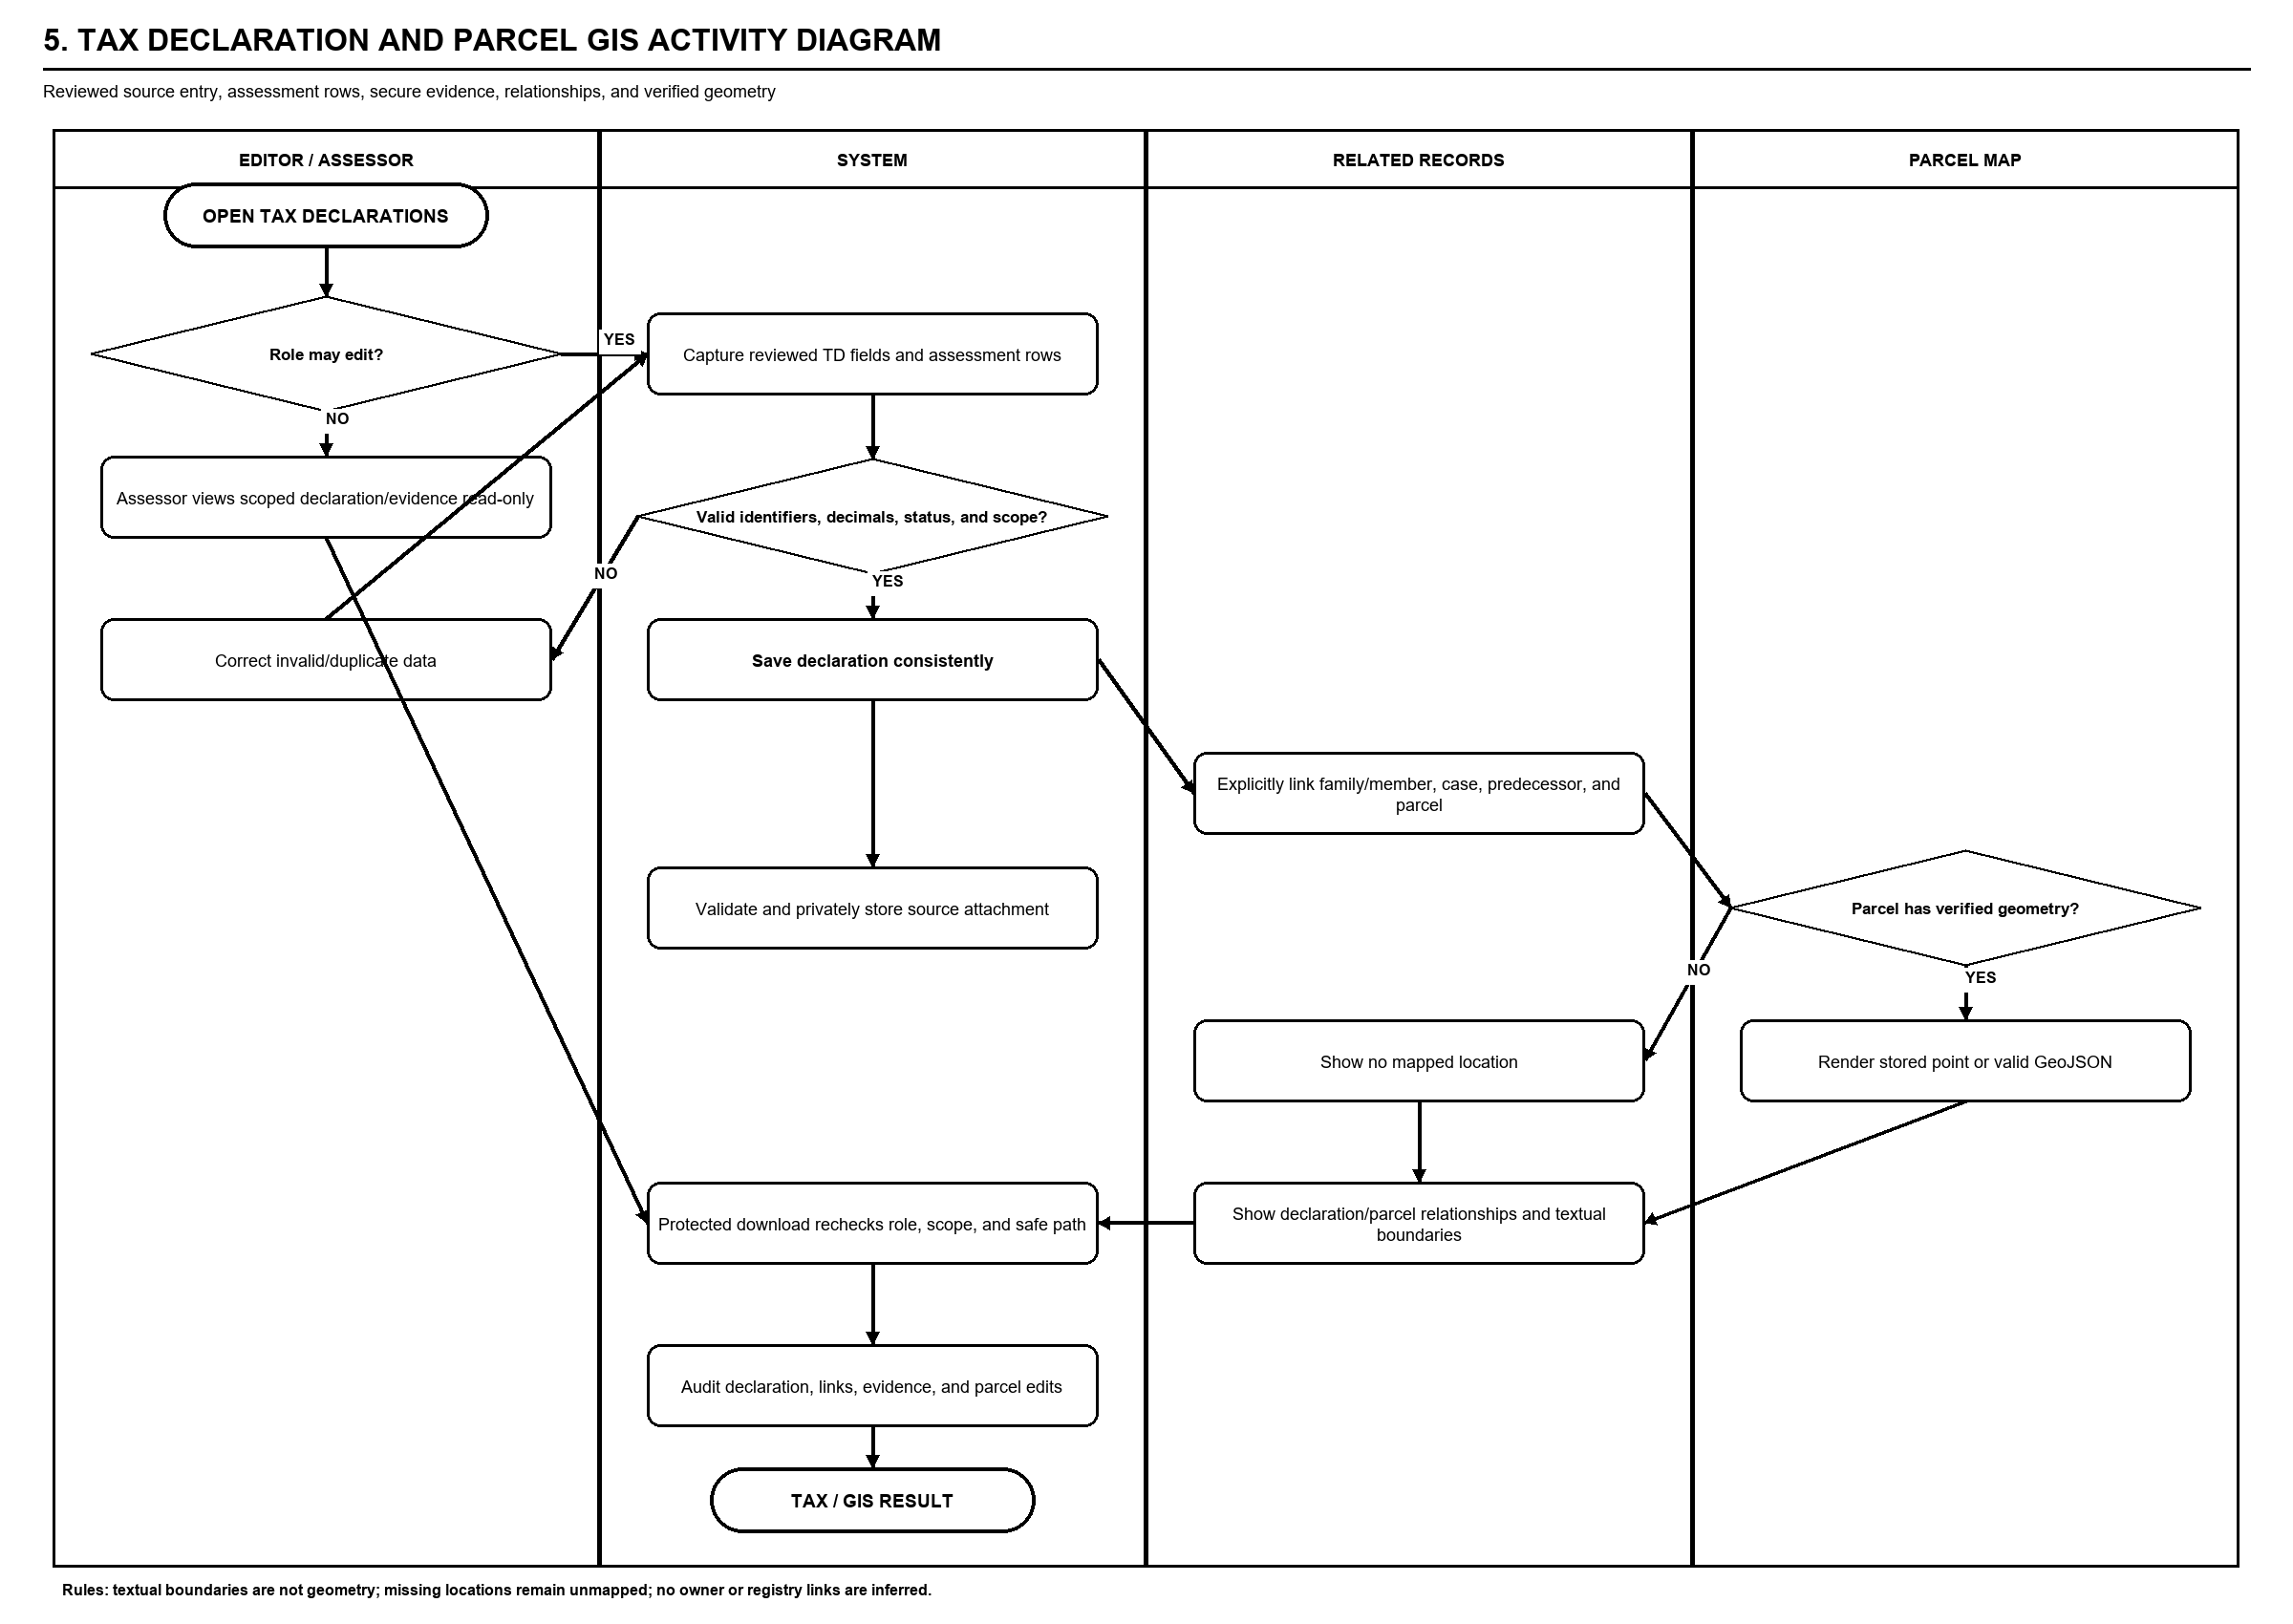 5. TAX DECLARATION AND PARCEL GIS ACTIVITY DIAGRAM
Reviewed source entry, assessment rows, secure evidence, relationships, and verified geometry
EDITOR / ASSESSOR
SYSTEM
RELATED RECORDS
PARCEL MAP
OPEN TAX DECLARATIONS
Role may edit?
YES
Capture reviewed TD fields and assessment rows
NO
Assessor views scoped declaration/evidence read-only
Valid identifiers, decimals, status, and scope?
NO
YES
Correct invalid/duplicate data
Save declaration consistently
Explicitly link family/member, case, predecessor, and
parcel
Validate and privately store source attachment
Parcel has verified geometry?
NO
YES
Show no mapped location
Render stored point or valid GeoJSON
Protected download rechecks role, scope, and safe path
Show declaration/parcel relationships and textual
boundaries
Audit declaration, links, evidence, and parcel edits
TAX / GIS RESULT
Rules: textual boundaries are not geometry; missing locations remain unmapped; no owner or registry links are inferred.